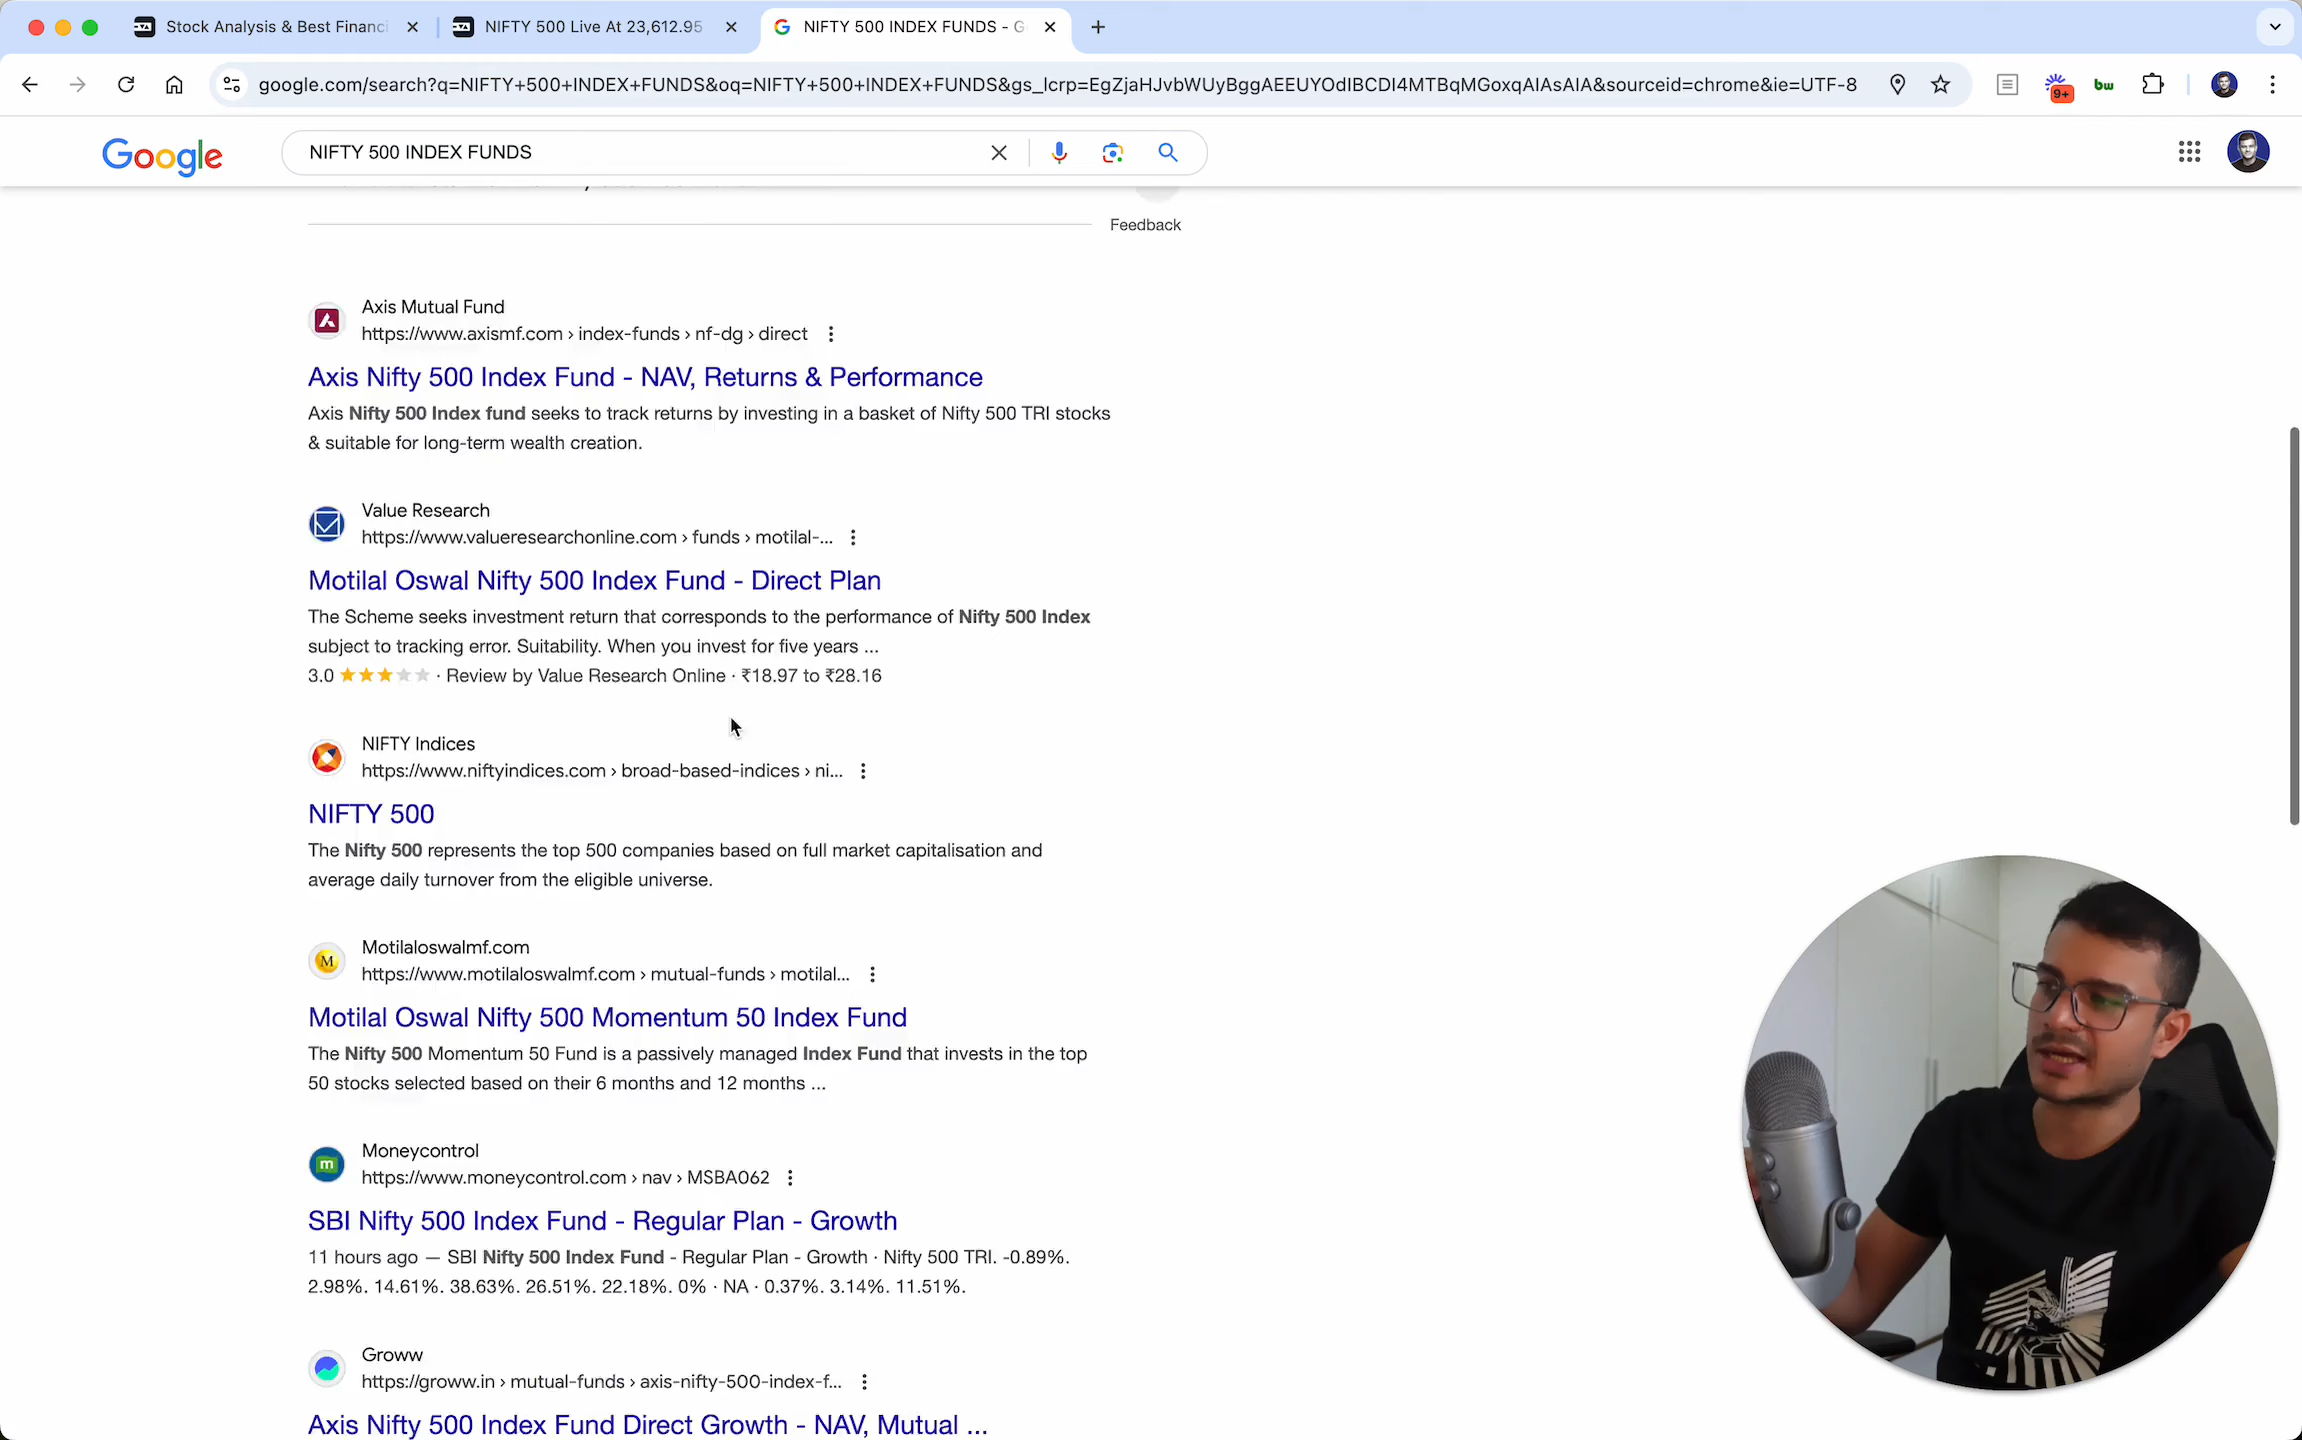 Stock Analysis & Best Financi
NIFTY 500 Live At 23,612.95
NIFTY 500 INDEX FUNDS - G
google.com/search?q=NIFTY+500+INDEX+FUNDS&oq=NIFTY+500+INDEX+FUNDS&gs_lcrp=EgZjaHJvbWUyBggAEEUYOdIBCDI4MTBqMGoxqAIAsAIA&sourceid=chrome&ie=UTF-8
9+
bw
Google
NIFTY 500 INDEX FUNDS
Feedback
Axis Mutual Fund
https://www.axismf.com › index-funds › nf-dg › direct
Axis Nifty 500 Index Fund - NAV, Returns & Performance
Axis Nifty 500 Index fund seeks to track returns by investing in a basket of Nifty 500 TRI stocks
& suitable for long-term wealth creation.
Value Research
https://www.valueresearchonline.com › funds › motilal-...
Motilal Oswal Nifty 500 Index Fund - Direct Plan
The Scheme seeks investment return that corresponds to the performance of Nifty 500 Index
subject to tracking error. Suitability. When you invest for five years ...
3.0 · Review by Value Research Online · ₹18.97 to ₹28.16
NIFTY Indices
https://www.niftyindices.com › broad-based-indices › ni...
NIFTY 500
The Nifty 500 represents the top 500 companies based on full market capitalisation and
average daily turnover from the eligible universe.
M
Motilaloswalmf.com
https://www.motilaloswalmf.com › mutual-funds › motilal...
Motilal Oswal Nifty 500 Momentum 50 Index Fund
The Nifty 500 Momentum 50 Fund is a passively managed Index Fund that invests in the top
50 stocks selected based on their 6 months and 12 months ...
m
Moneycontrol
https://www.moneycontrol.com › nav › MSBA062
SBI Nifty 500 Index Fund - Regular Plan - Growth
11 hours ago — SBI Nifty 500 Index Fund - Regular Plan - Growth · Nifty 500 TRI. -0.89%.
2.98%. 14.61%. 38.63%. 26.51%. 22.18%. 0% · NA · 0.37%. 3.14%. 11.51%.
Groww
https://groww.in › mutual-funds › axis-nifty-500-index-f...
Axis Nifty 500 Index Fund Direct Growth - NAV, Mutual ...